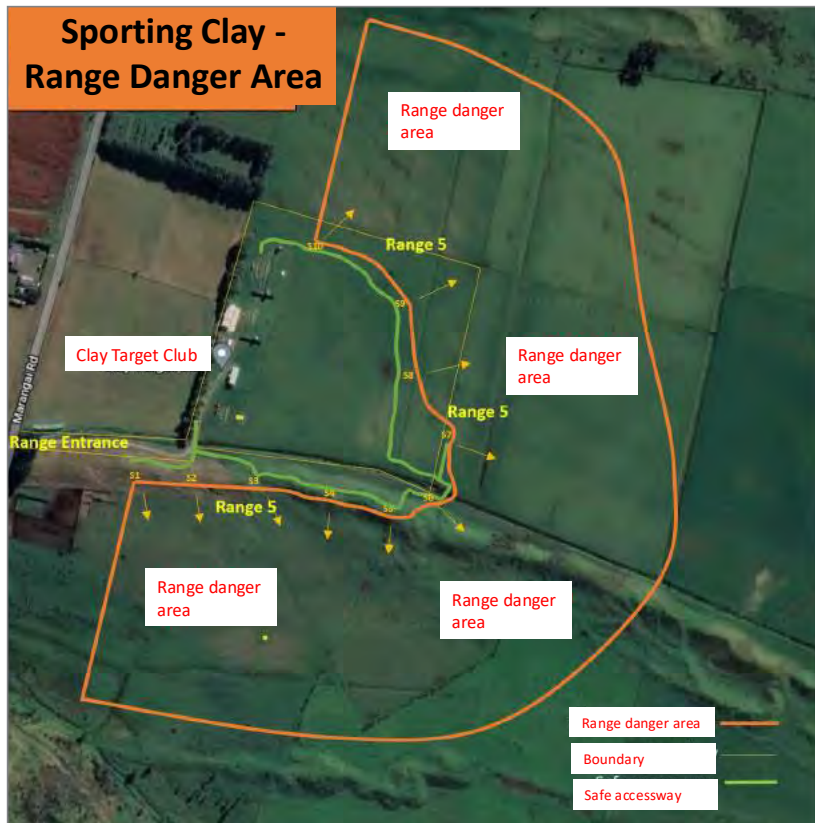 Sporting Clay -
Range Danger Area
Range danger
area
S10
Range 5
S9
Clay Target Club
Range danger
area
S8
Marangai Rd
Range 5
S7
Range Entrance
S1
S2
S3
S4
S5
S6
Range 5
Range danger
area
Range danger
area
Range danger area
Boundary
Safe accessway